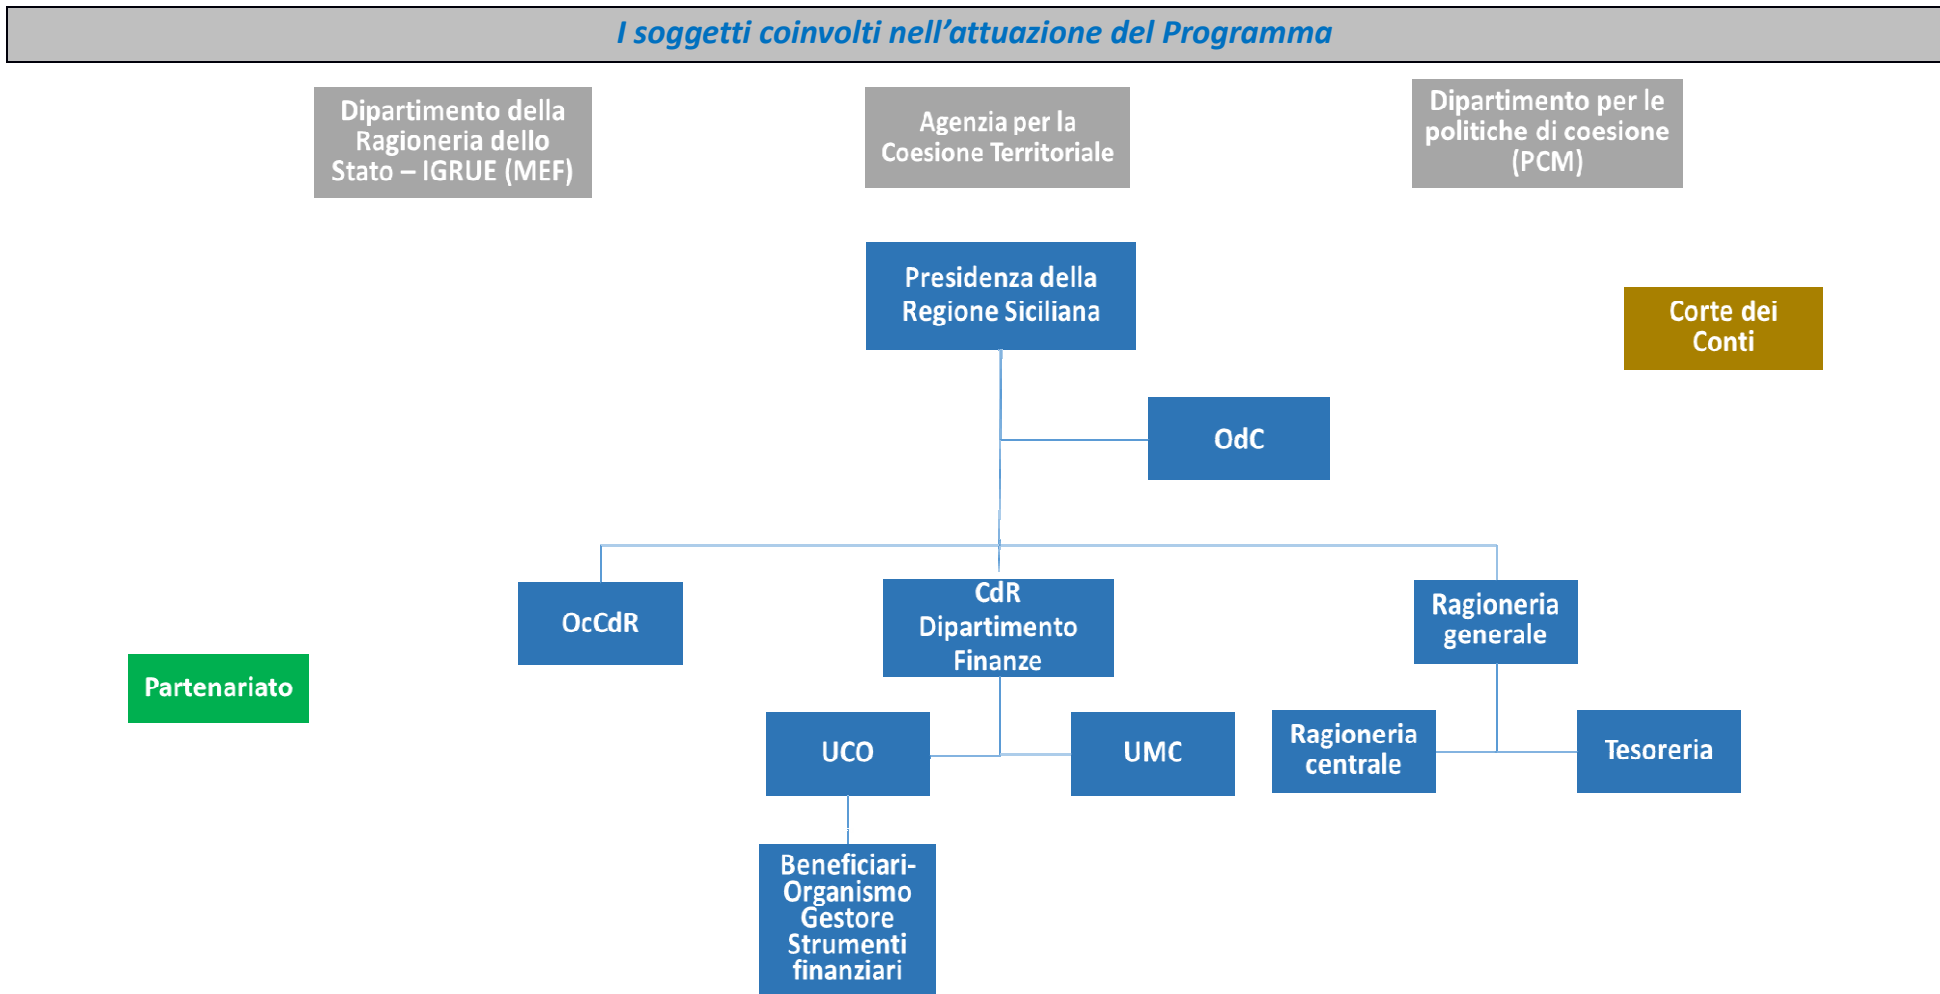 I soggetti coinvolti nell’attuazione del Programma
Dipartimento della
Ragioneria dello
Stato – IGRUE (MEF)
Agenzia per la
Coesione Territoriale
Dipartimento per le
politiche di coesione
(PCM)
Presidenza della
Regione Siciliana
Corte dei
Conti
OdC
OcCdR
CdR
Dipartimento
Finanze
Ragioneria
generale
Partenariato
UCO
UMC
Ragioneria
centrale
Tesoreria
Beneficiari-
Organismo
Gestore
Strumenti
finanziari